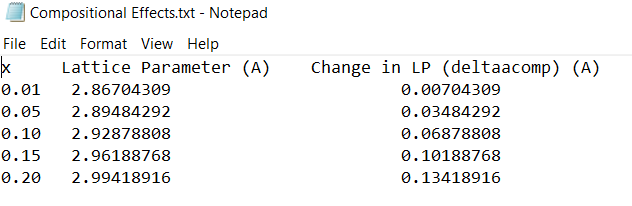 Compositional Effects.txt - Notepad
File Edit Format View Help
x Lattice Parameter (A) Change in LP (deltaacomp) (A)
0.01 2.86704309 0.00704309
0.05 2.89484292 0.03484292
0.10 2.92878808 0.06878808
0.15 2.96188768 0.10188768
0.20 2.99418916 0.13418916